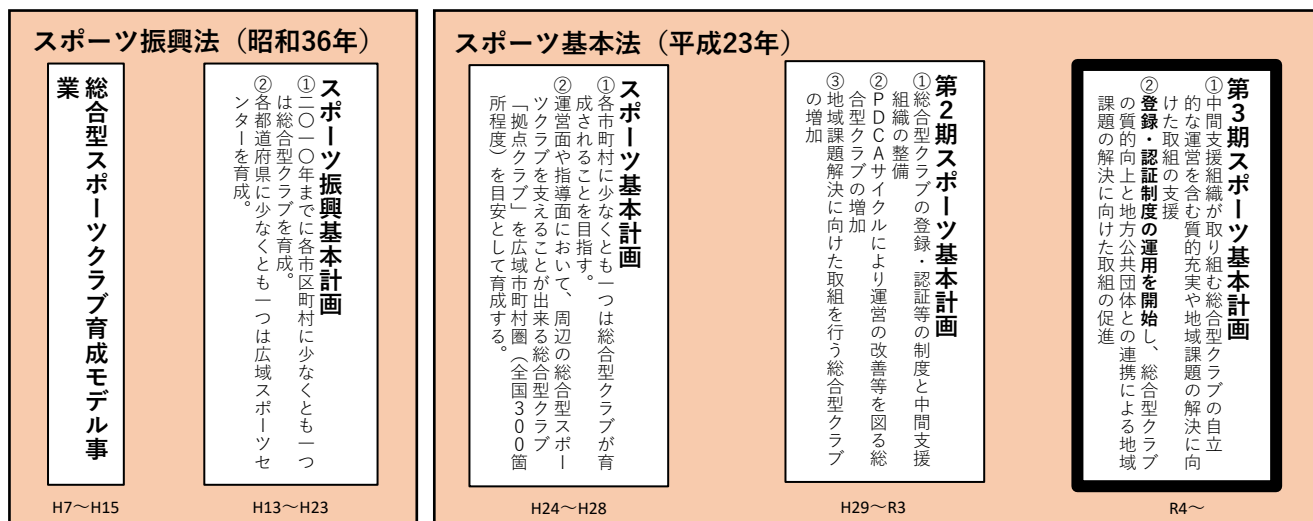 スポーツ振興法（昭和36年）
総合型スポーツクラブ育成モデル事
業
H7～H15
スポーツ振興基本計画
①二〇一〇年までに各市区町村に少なくとも一つ
は総合型クラブを育成。
②各都道府県に少なくとも一つは広域スポーツセ
ンターを育成。
H13～H23
スポーツ基本法（平成23年）
スポーツ基本計画
①各市町村に少なくとも一つは総合型クラブが育
成されることを目指す。
②運営面や指導面において、周辺の総合型スポー
ツクラブを支えることが出来る総合型クラブ
「拠点クラブ」を広域市町村圏（全国300箇
所程度）を目安として育成する。
H24～H28
第2期スポーツ基本計画
①総合型クラブの登録・認証等の制度と中間支援
組織の整備
②PDCAサイクルにより運営の改善等を図る総
合型クラブの増加
③地域課題解決に向けた取組を行う総合型クラブ
の増加
H29～R3
第3期スポーツ基本計画
①中間支援組織が取り組む総合型クラブの自立
的な運営を含む質的充実や地域課題の解決に向
けた取組の支援
②登録・認証制度の運用を開始し、総合型クラブ
の質的向上と地方公共団体との連携による地域
課題の解決に向けた取組の促進
R4～